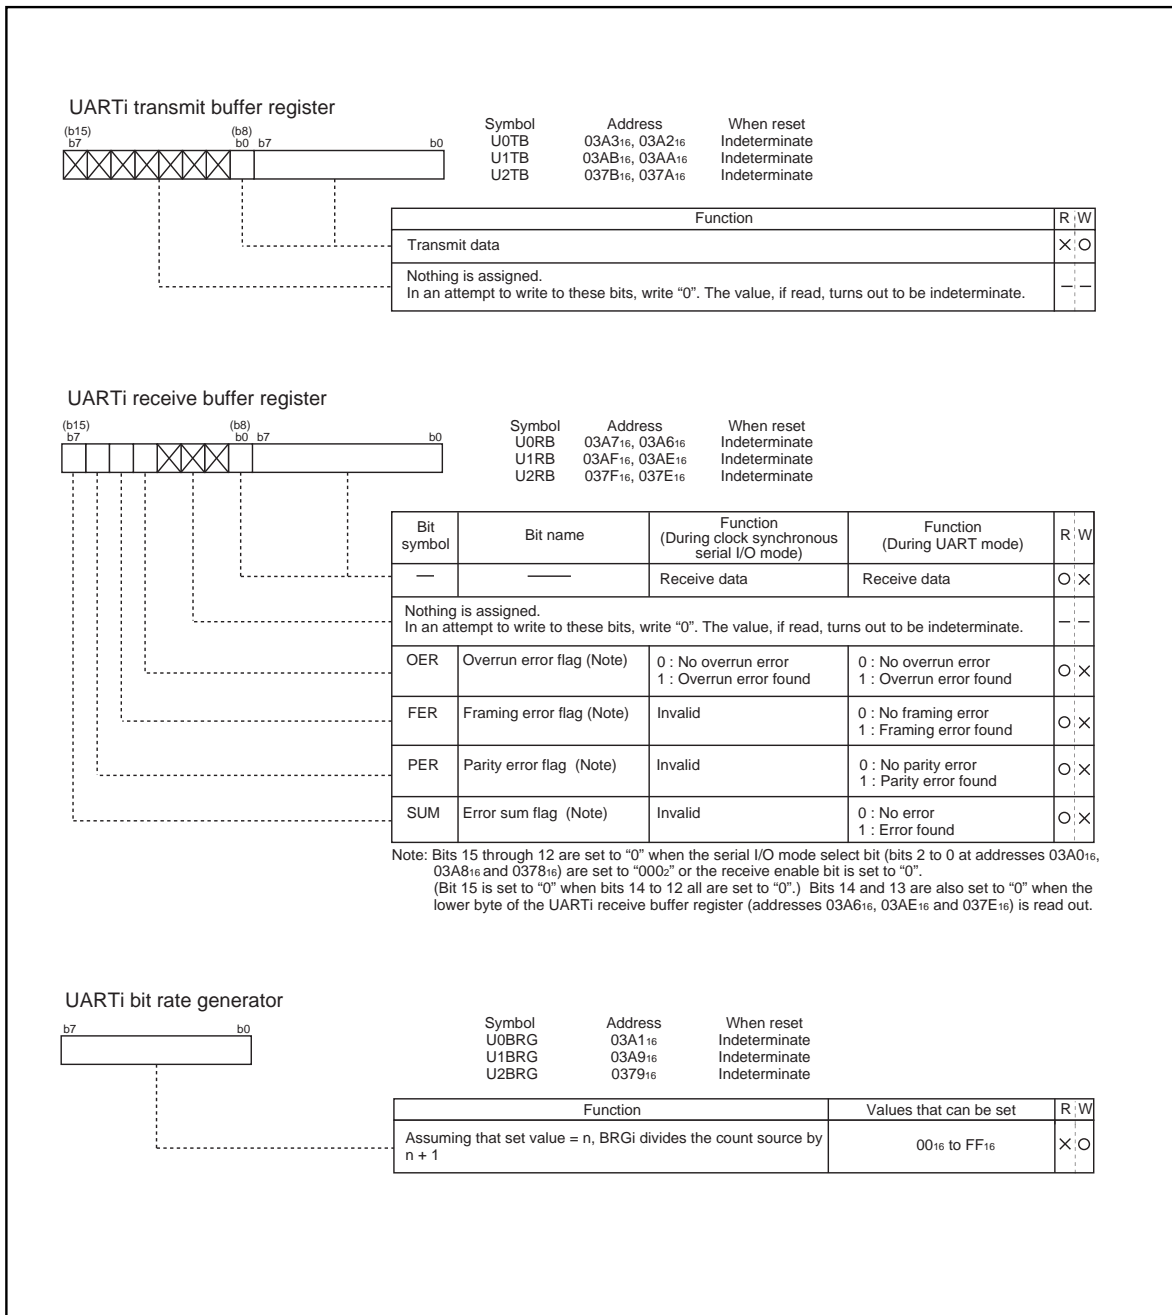 UARTi transmit buffer register
(b15) (b8)
b7 b0 b7 b0
Symbol Address When reset
U0TB 03A3₁₆, 03A2₁₆ Indeterminate
U1TB 03AB₁₆, 03AA₁₆ Indeterminate
U2TB 037B₁₆, 037A₁₆ Indeterminate
Function R W
Transmit data
Nothing is assigned.
In an attempt to write to these bits, write “0”. The value, if read, turns out to be indeterminate. — —
UARTi receive buffer register
(b15) (b8)
b7 b0 b7 b0
Symbol Address When reset
U0RB 03A7₁₆, 03A6₁₆ Indeterminate
U1RB 03AF₁₆, 03AE₁₆ Indeterminate
U2RB 037F₁₆, 037E₁₆ Indeterminate
Bit symbol Bit name Function (During clock synchronous serial I/O mode) Function (During UART mode) R W
— — Receive data Receive data
Nothing is assigned.
In an attempt to write to these bits, write “0”. The value, if read, turns out to be indeterminate. — —
OER Overrun error flag (Note) 0 : No overrun error 0 : No overrun error
1 : Overrun error found 1 : Overrun error found
FER Framing error flag (Note) Invalid 0 : No framing error
1 : Framing error found
PER Parity error flag (Note) Invalid 0 : No parity error
1 : Parity error found
SUM Error sum flag (Note) Invalid 0 : No error
1 : Error found
Note: Bits 15 through 12 are set to “0” when the serial I/O mode select bit (bits 2 to 0 at addresses 03A0₁₆,
03A8₁₆ and 0378₁₆) are set to “000₂” or the receive enable bit is set to “0”.
(Bit 15 is set to “0” when bits 14 to 12 all are set to “0”.) Bits 14 and 13 are also set to “0” when the
lower byte of the UARTi receive buffer register (addresses 03A6₁₆, 03AE₁₆ and 037E₁₆) is read out.
UARTi bit rate generator
b7 b0
Symbol Address When reset
U0BRG 03A1₁₆ Indeterminate
U1BRG 03A9₁₆ Indeterminate
U2BRG 0379₁₆ Indeterminate
Function Values that can be set R W
Assuming that set value = n, BRGi divides the count source by
n + 1 00₁₆ to FF₁₆